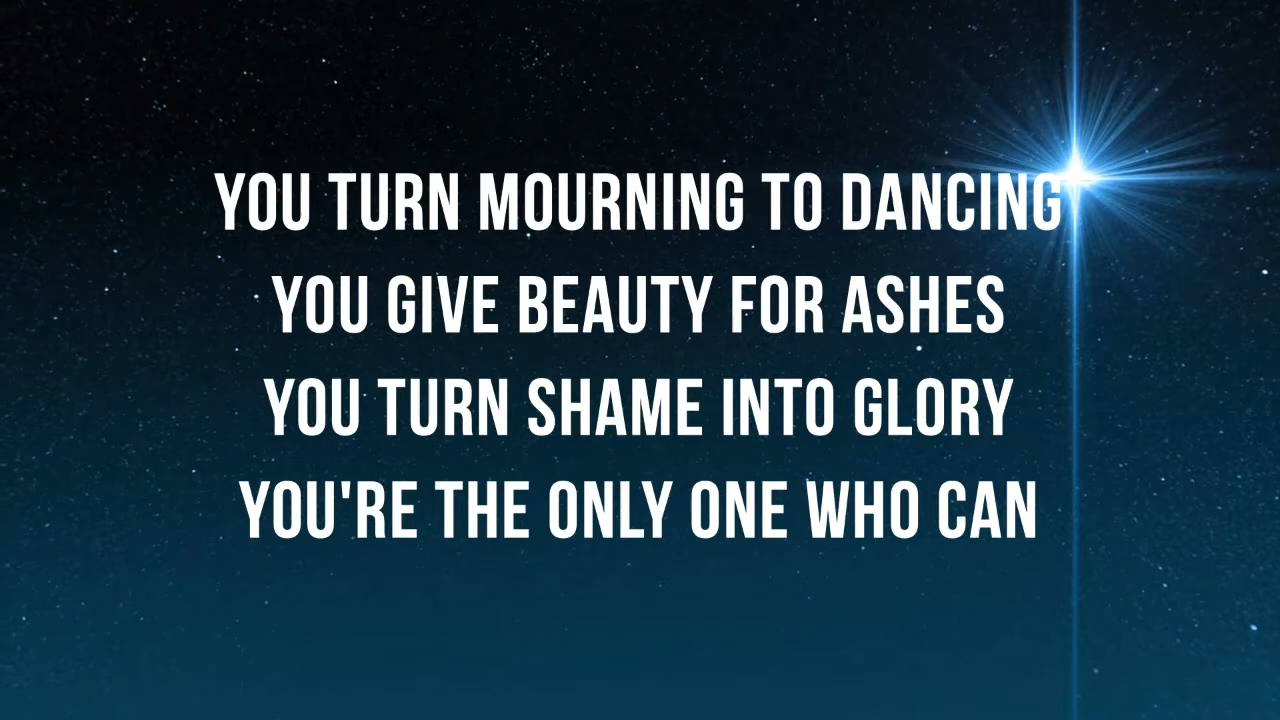 YOU TURN MOURNING TO DANCING
YOU GIVE BEAUTY FOR ASHES
YOU TURN SHAME INTO GLORY
YOU'RE THE ONLY ONE WHO CAN